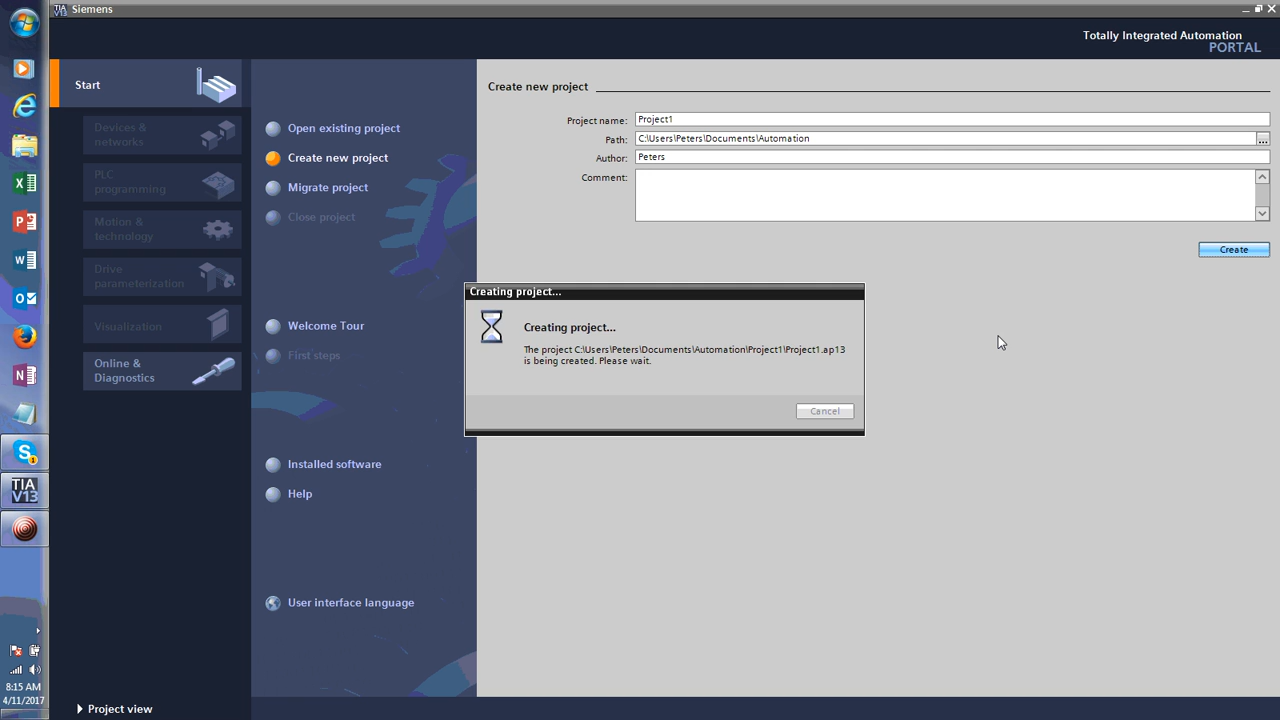 Siemens
Totally Integrated Automation
PORTAL
Start
Devices &
networks
PLC
programming
Motion &
technology
Drive
parameterization
Visualization
Online &
Diagnostics
Open existing project
Create new project
Migrate project
Close project
Welcome Tour
First steps
Installed software
Help
User interface language
Create new project
Project name: Project1
Path: C:\Users\Peters\Documents\Automation ...
Author: Peters
Comment:
Create
Creating project...
Creating project...
The project C:\Users\Peters\Documents\Automation\Project1\Project1.ap13
is being created. Please wait.
Cancel
TIA
V13
8:15 AM
4/11/2017
Project view